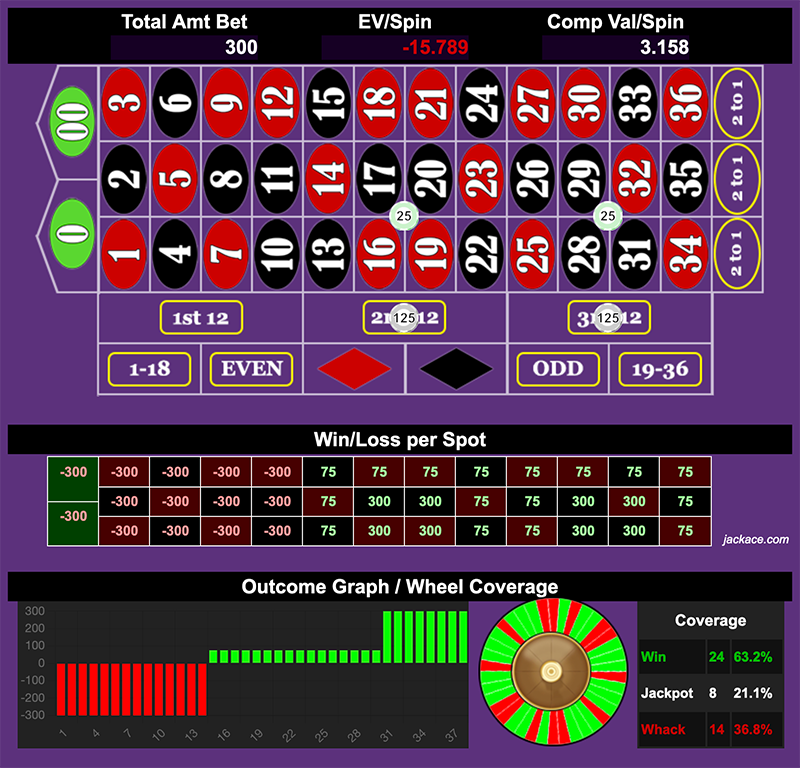 Total Amt Bet EV/Spin Comp Val/Spin
300 -15.789 3.158
00 3 6 9 12 15 18 21 24 27 30 33 36 2 to 1
2 5 8 11 14 17 20 23 26 29 32 35 2 to 1
25 25
0 1 4 7 10 13 16 19 22 25 28 31 34 2 to 1
1st 12 2n 125 12 3r 125 12
1-18 EVEN ODD 19-36
Win/Loss per Spot
-300 -300 -300 -300 -300 75 75 75 75 75 75 75 75
-300 -300 -300 -300 75 300 300 75 75 300 300 75
-300 -300 -300 -300 -300 75 300 300 75 75 300 300 75
jackace.com
Outcome Graph / Wheel Coverage
300
200
100
0
-100
-200
-300
1 4 7 10 13 16 19 22 25 28 31 34 37
Coverage
Win 24 63.2%
Jackpot 8 21.1%
Whack 14 36.8%